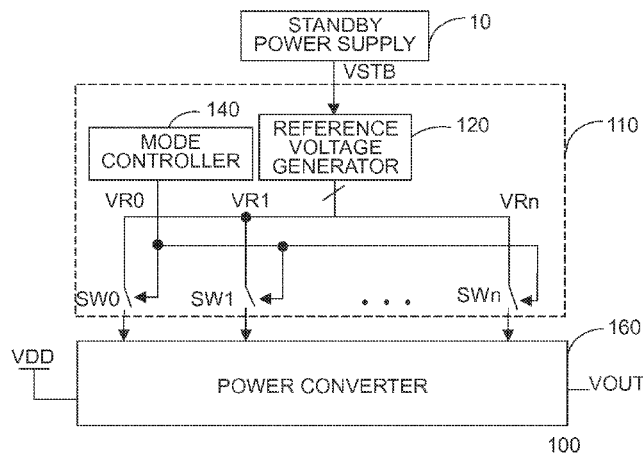 STANDBY
POWER SUPPLY
10
VSTB
140
MODE
CONTROLLER
REFERENCE
VOLTAGE
GENERATOR
120
110
VR0
VR1
VRn
SW0
SW1
• • •
SWn
160
VDD
POWER CONVERTER
VOUT
100